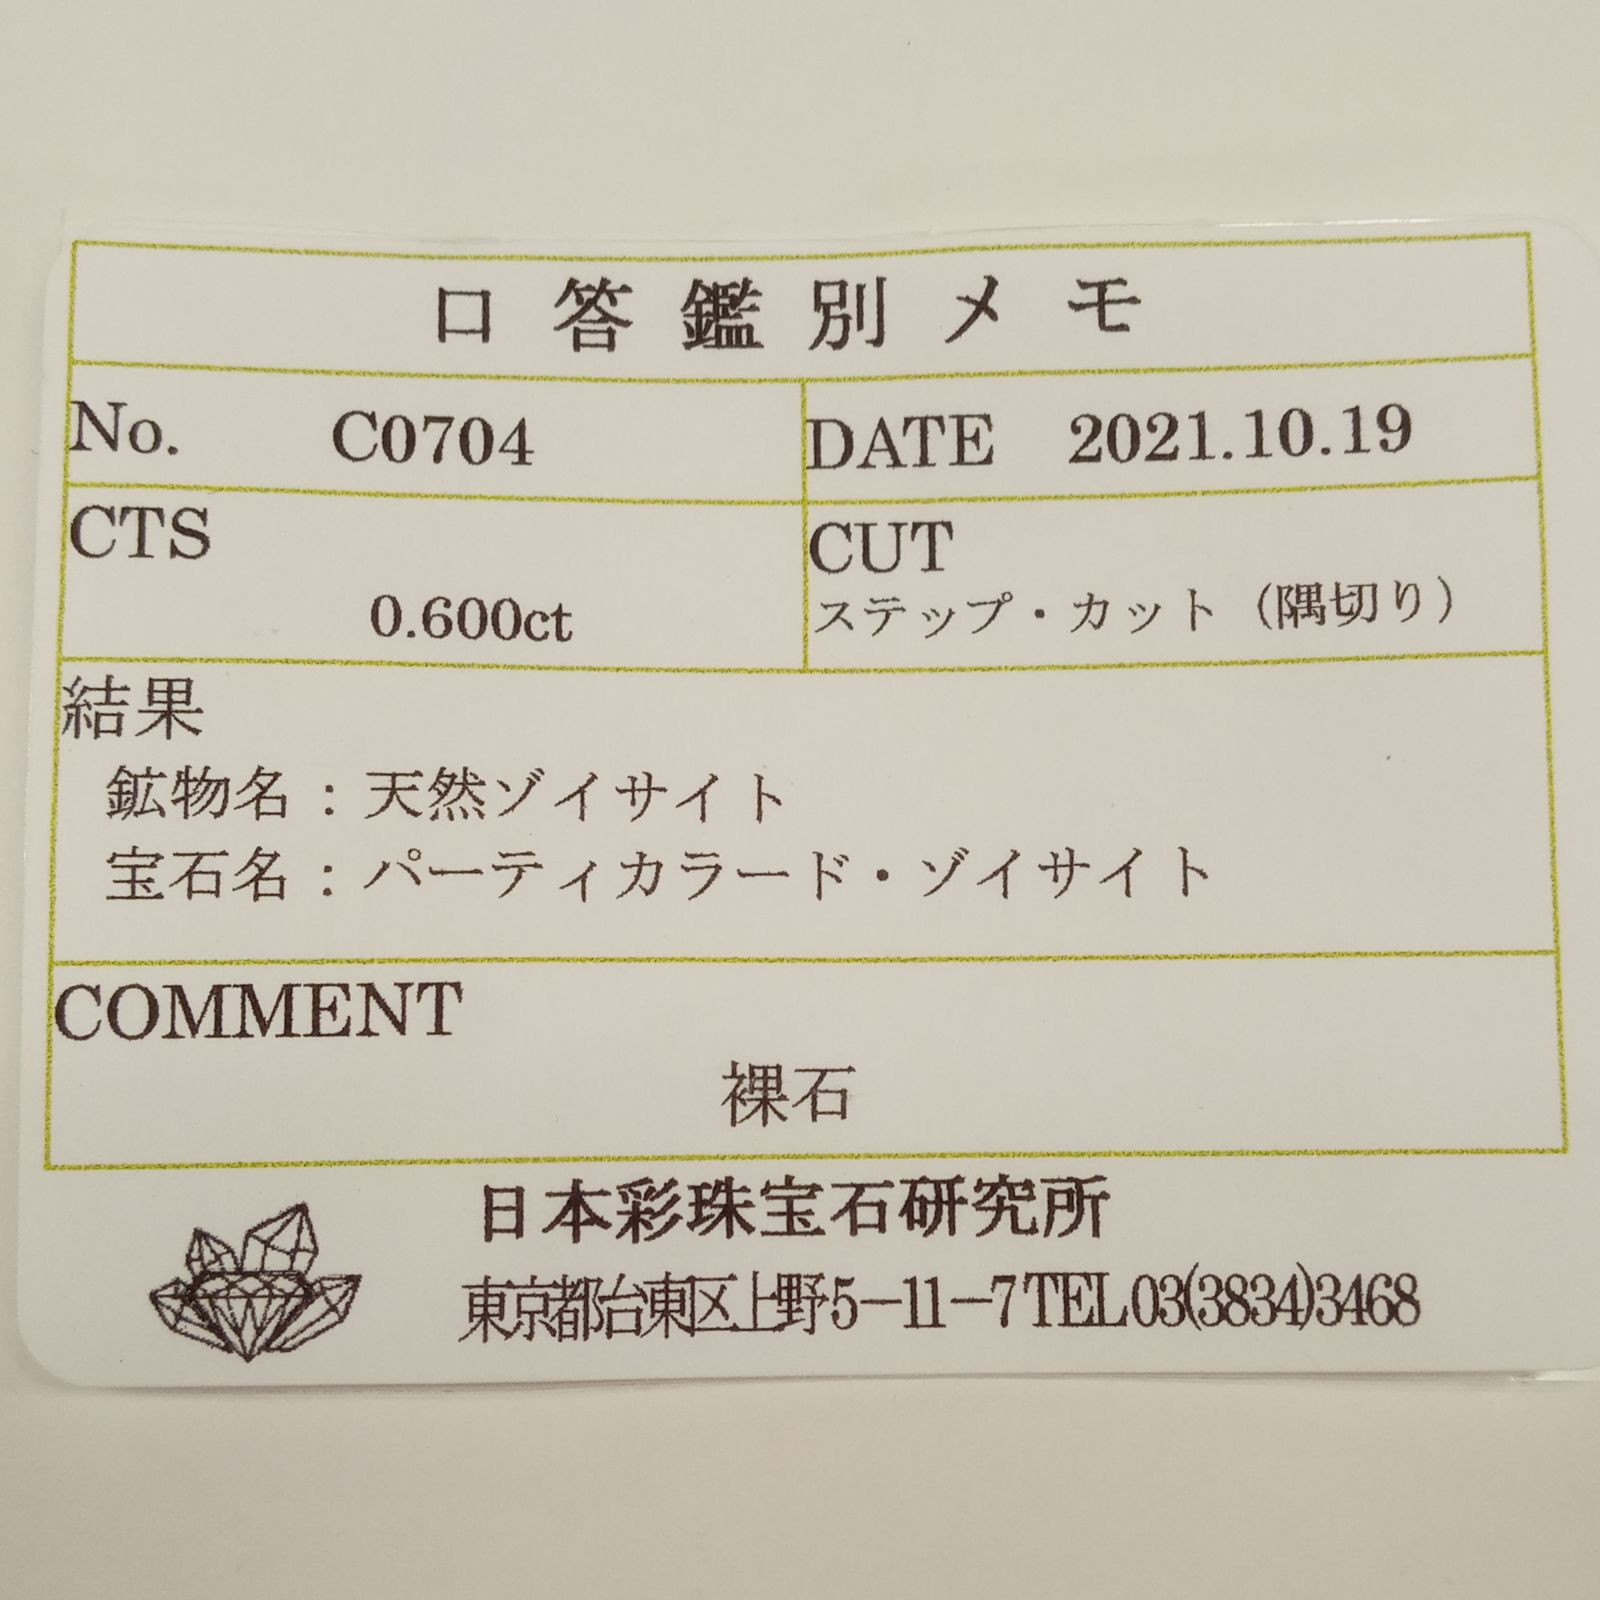 口答鑑別メモ
No. C0704 DATE 2021.10.19
CTS
0.600ct
CUT
ステップ・カット（隅切り）
結果
鉱物名：天然ゾイサイト
宝石名：パーティカラード・ゾイサイト
COMMENT
裸石
日本彩珠宝石研究所
東京都台東区上野5－11－7 TEL 03(3834)3468